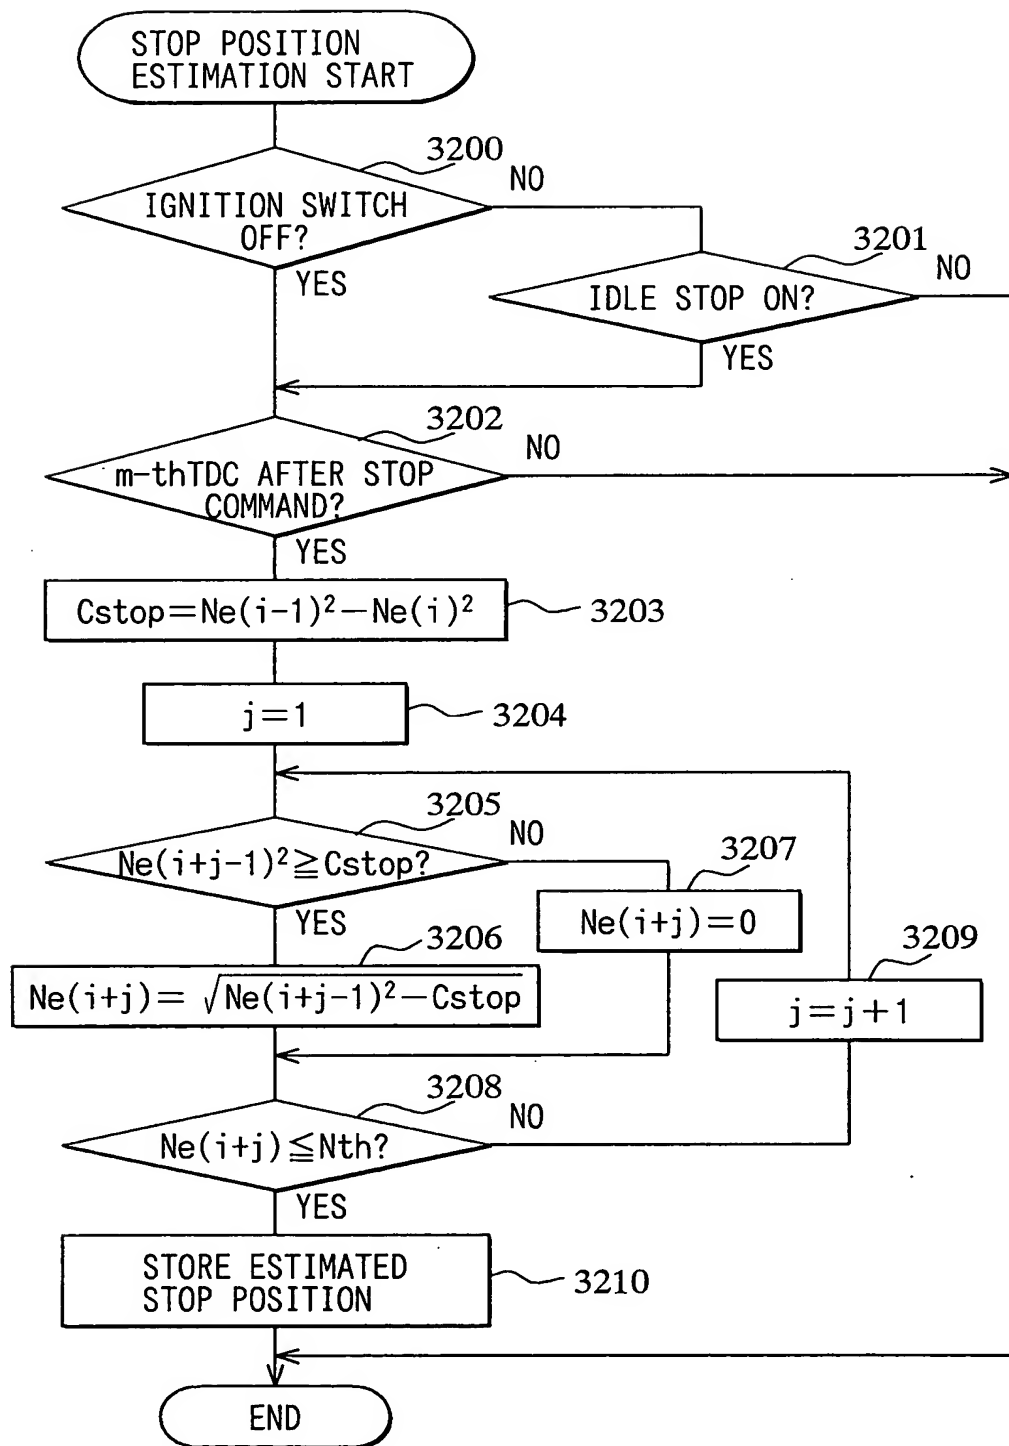 STOP POSITION
ESTIMATION START
3200
NO
IGNITION SWITCH
OFF?
YES
3201
NO
IDLE STOP ON?
YES
3202
NO
m-thTDC AFTER STOP
COMMAND?
YES
Cstop=Ne(i-1)²-Ne(i)²
3203
j=1
3204
3205
NO
Ne(i+j-1)²≧Cstop?
YES
3207
Ne(i+j)=0
3206
Ne(i+j)=√Ne(i+j-1)²-Cstop
3209
j=j+1
3208
NO
Ne(i+j)≦Nth?
YES
STORE ESTIMATED
STOP POSITION
3210
END